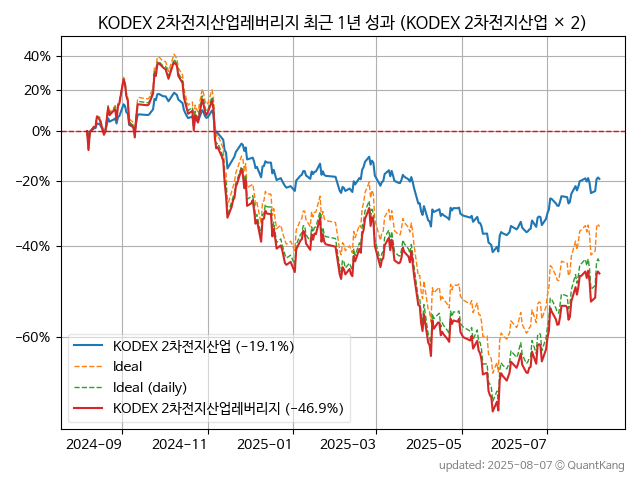 KODEX 2차전지산업레버리지 최근 1년 성과 (KODEX 2차전지산업 × 2)
40%
20%
0%
−20%
−40%
−60%
KODEX 2차전지산업 (−19.1%)
Ideal
Ideal (daily)
KODEX 2차전지산업레버리지 (−46.9%)
2024-09 2024-11 2025-01 2025-03 2025-05 2025-07
updated: 2025-08-07 © QuantKang